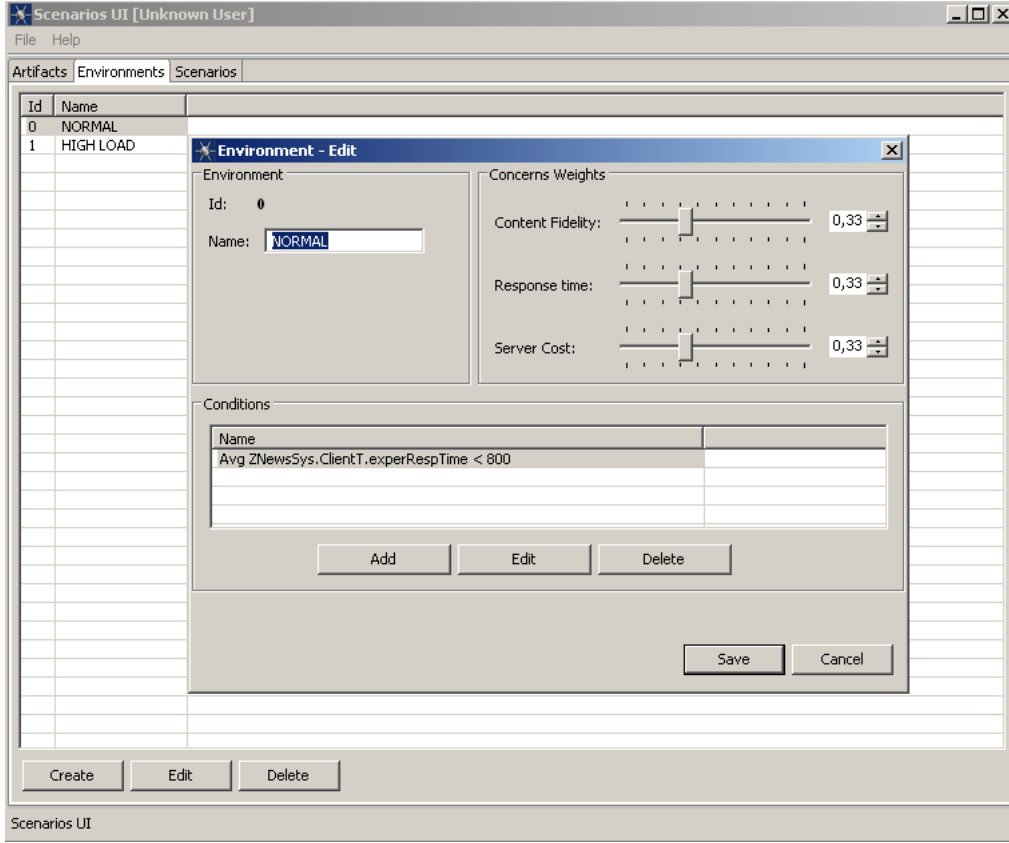 Scenarios UI [Unknown User]
File Help
Artifacts Environments Scenarios
Id Name
0 NORMAL
1 HIGH LOAD
Environment - Edit
Environment
Id: 0
Name: NORMAL
Concerns Weights
Content Fidelity: 0,33
Response time: 0,33
Server Cost: 0,33
Conditions
Name
Avg ZNewsSys.ClientT.experRespTime < 800
Add Edit Delete
Save Cancel
Create Edit Delete
Scenarios UI